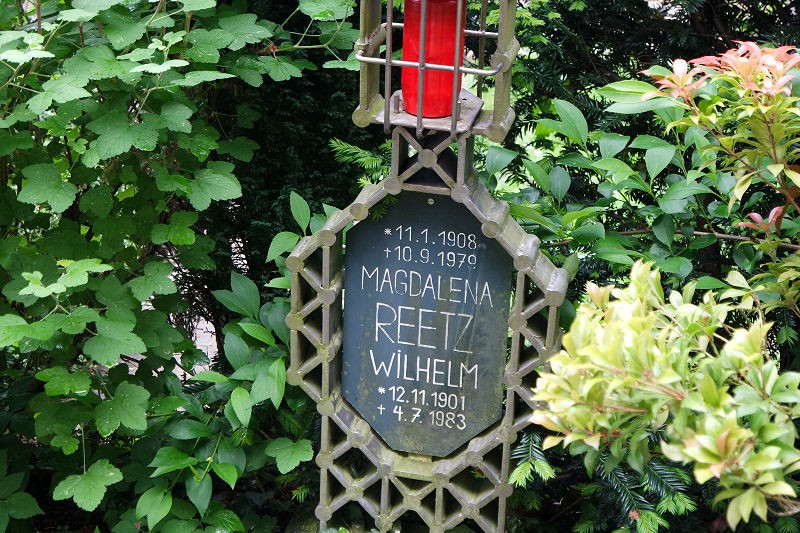 *11.1.1908
+10.9.1979
MAGDALENA
REETZ
WILHELM
*12.11.1901
+4.7.1983